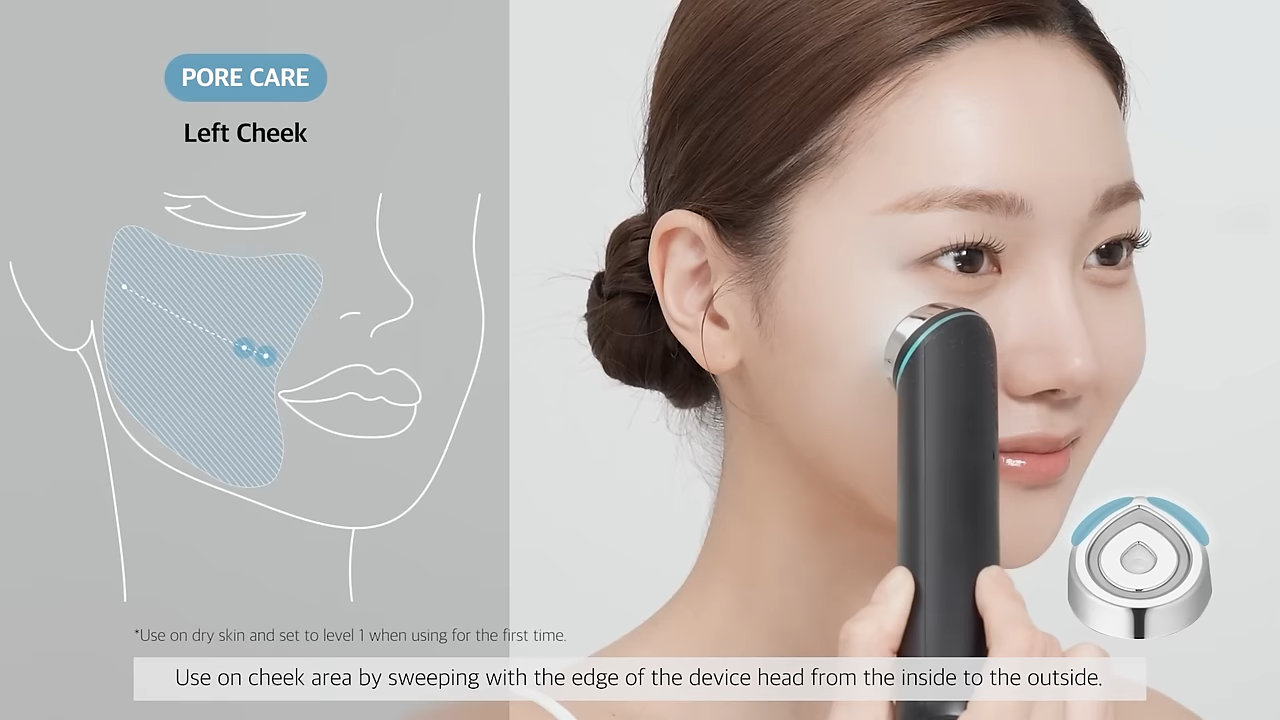 PORE CARE
Left Cheek
*Use on dry skin and set to level 1 when using for the first time.
Use on cheek area by sweeping with the edge of the device head from the inside to the outside.